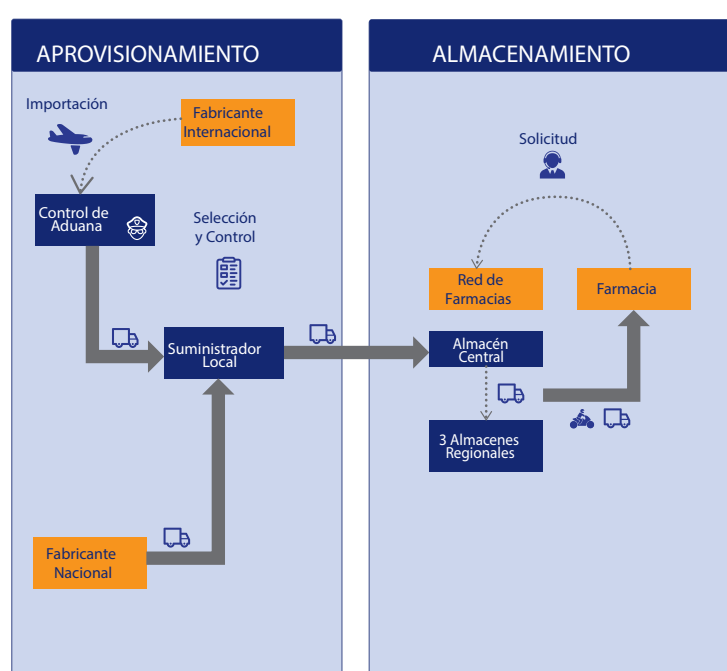 APROVISIONAMIENTO
Importación
Fabricante
Internacional
Control de
Aduana
Selección
y Control
Suministrador
Local
Fabricante
Nacional
ALMACENAMIENTO
Solicitud
Red de
Farmacias
Farmacia
Almacén
Central
3 Almacenes
Regionales